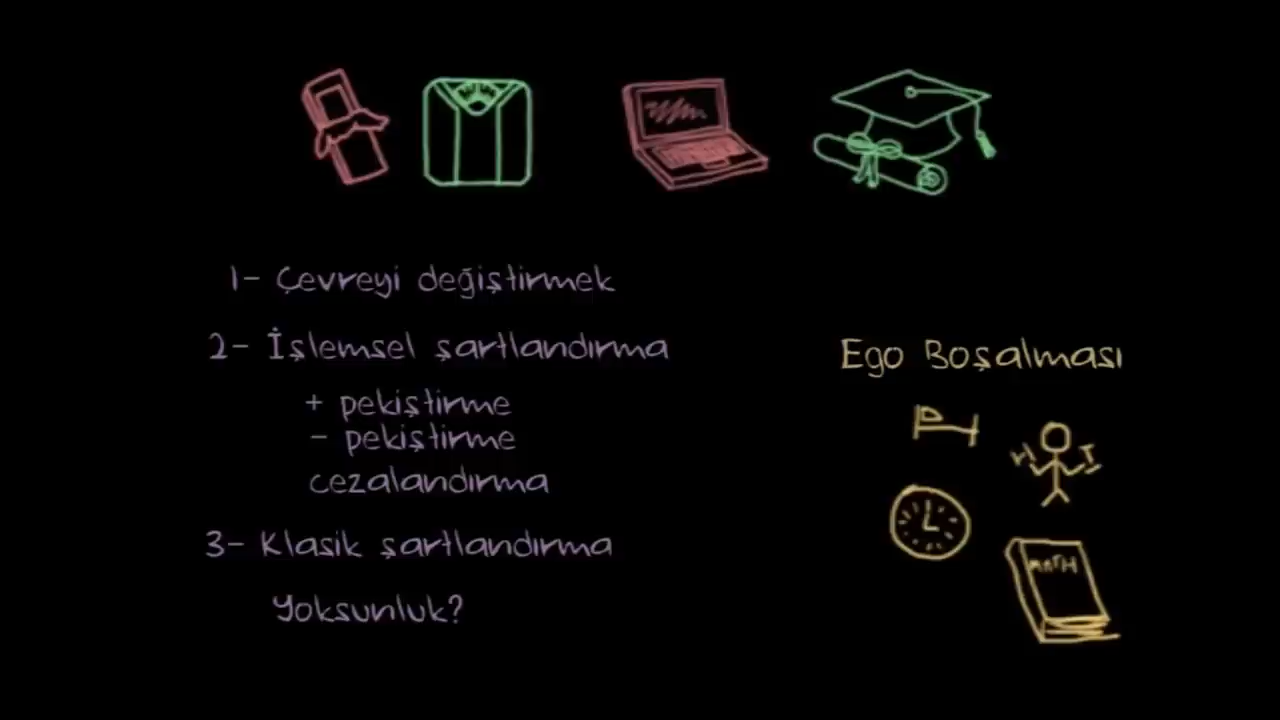 1- Çevreyi değiştirmek
2- İşlemsel şartlandırma
+ pekiştirme
- pekiştirme
cezalandırma
3- Klasik şartlandırma
Yoksunluk?
Ego Boşalması
MATH